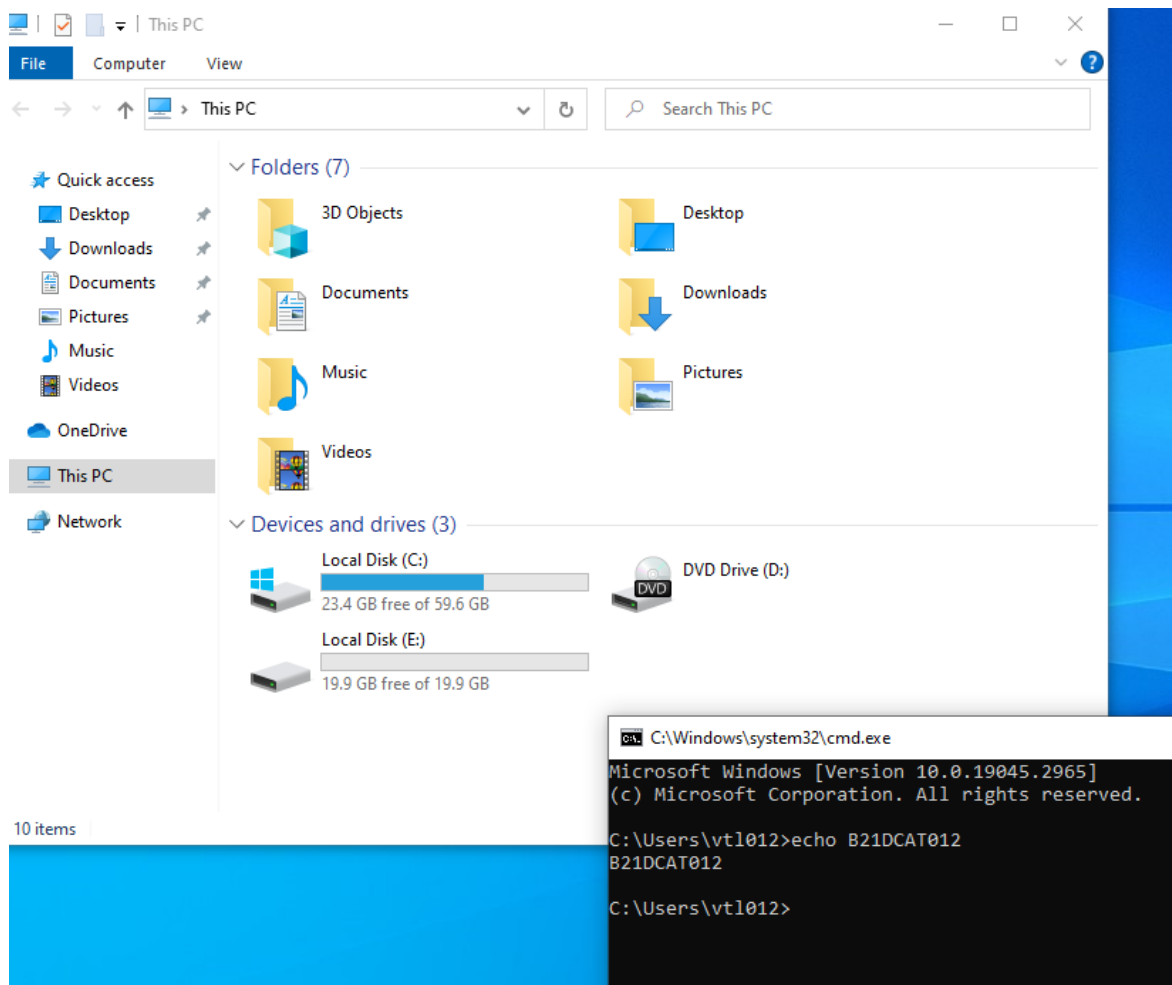 This PC
File Computer View
This PC
Search This PC
Quick access
Desktop
Downloads
Documents
Pictures
Music
Videos
OneDrive
This PC
Network
Folders (7)
3D Objects
Desktop
Documents
Downloads
Music
Pictures
Videos
Devices and drives (3)
Local Disk (C:)
23.4 GB free of 59.6 GB
DVD Drive (D:)
DVD
Local Disk (E:)
19.9 GB free of 19.9 GB
10 items
C:\Windows\system32\cmd.exe
Microsoft Windows [Version 10.0.19045.2965]
(c) Microsoft Corporation. All rights reserved.
C:\Users\vtl012>echo B21DCAT012
B21DCAT012
C:\Users\vtl012>